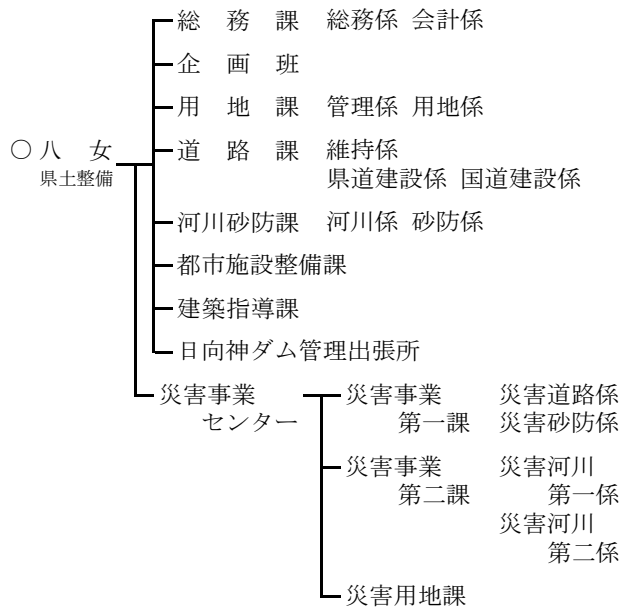 総務課 総務係 会計係
企画班
用地課 管理係 用地係
〇八女 道路課 維持係
県土整備 県道建設係 国道建設係
河川砂防課 河川係 砂防係
都市施設整備課
建築指導課
日向神ダム管理出張所
災害事業 災害事業 災害道路係
センター 第一課 災害砂防係
災害事業 災害河川
第二課 第一係
災害河川
第二係
災害用地課